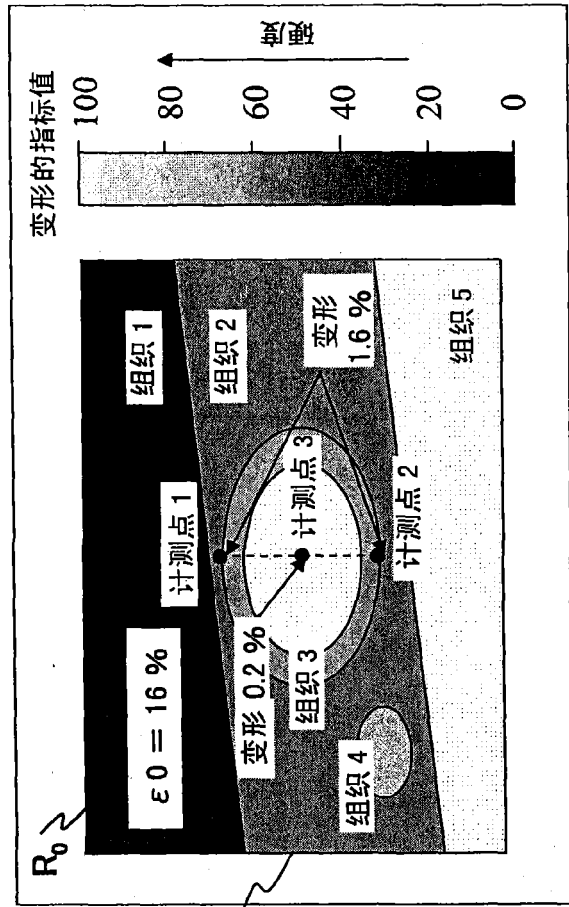 R₀
变形的指标值
ε0 = 16 %
组织 1
100
计测点 1
组织 2
80
变形 0.2 %
计测点 3
60
硬度
组织 3
变形
1.6 %
40
组织 4
计测点 2
组织 5
20
0